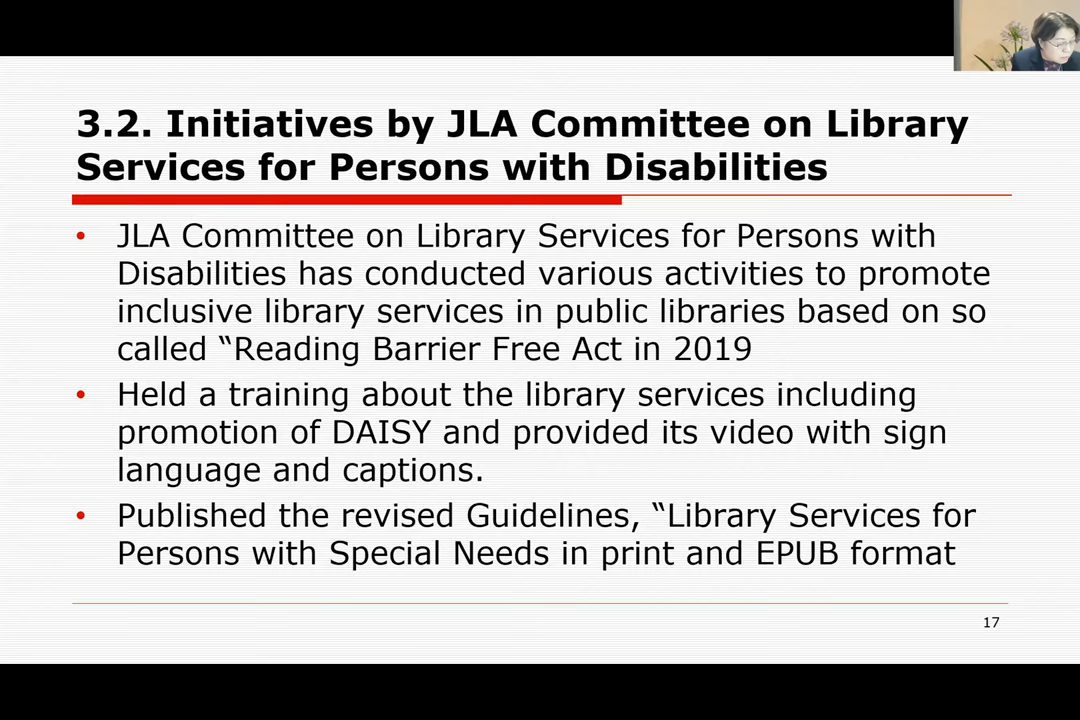 3.2. Initiatives by JLA Committee on Library
Services for Persons with Disabilities
• JLA Committee on Library Services for Persons with
Disabilities has conducted various activities to promote
inclusive library services in public libraries based on so
called “Reading Barrier Free Act in 2019
• Held a training about the library services including
promotion of DAISY and provided its video with sign
language and captions.
• Published the revised Guidelines, “Library Services for
Persons with Special Needs in print and EPUB format
17